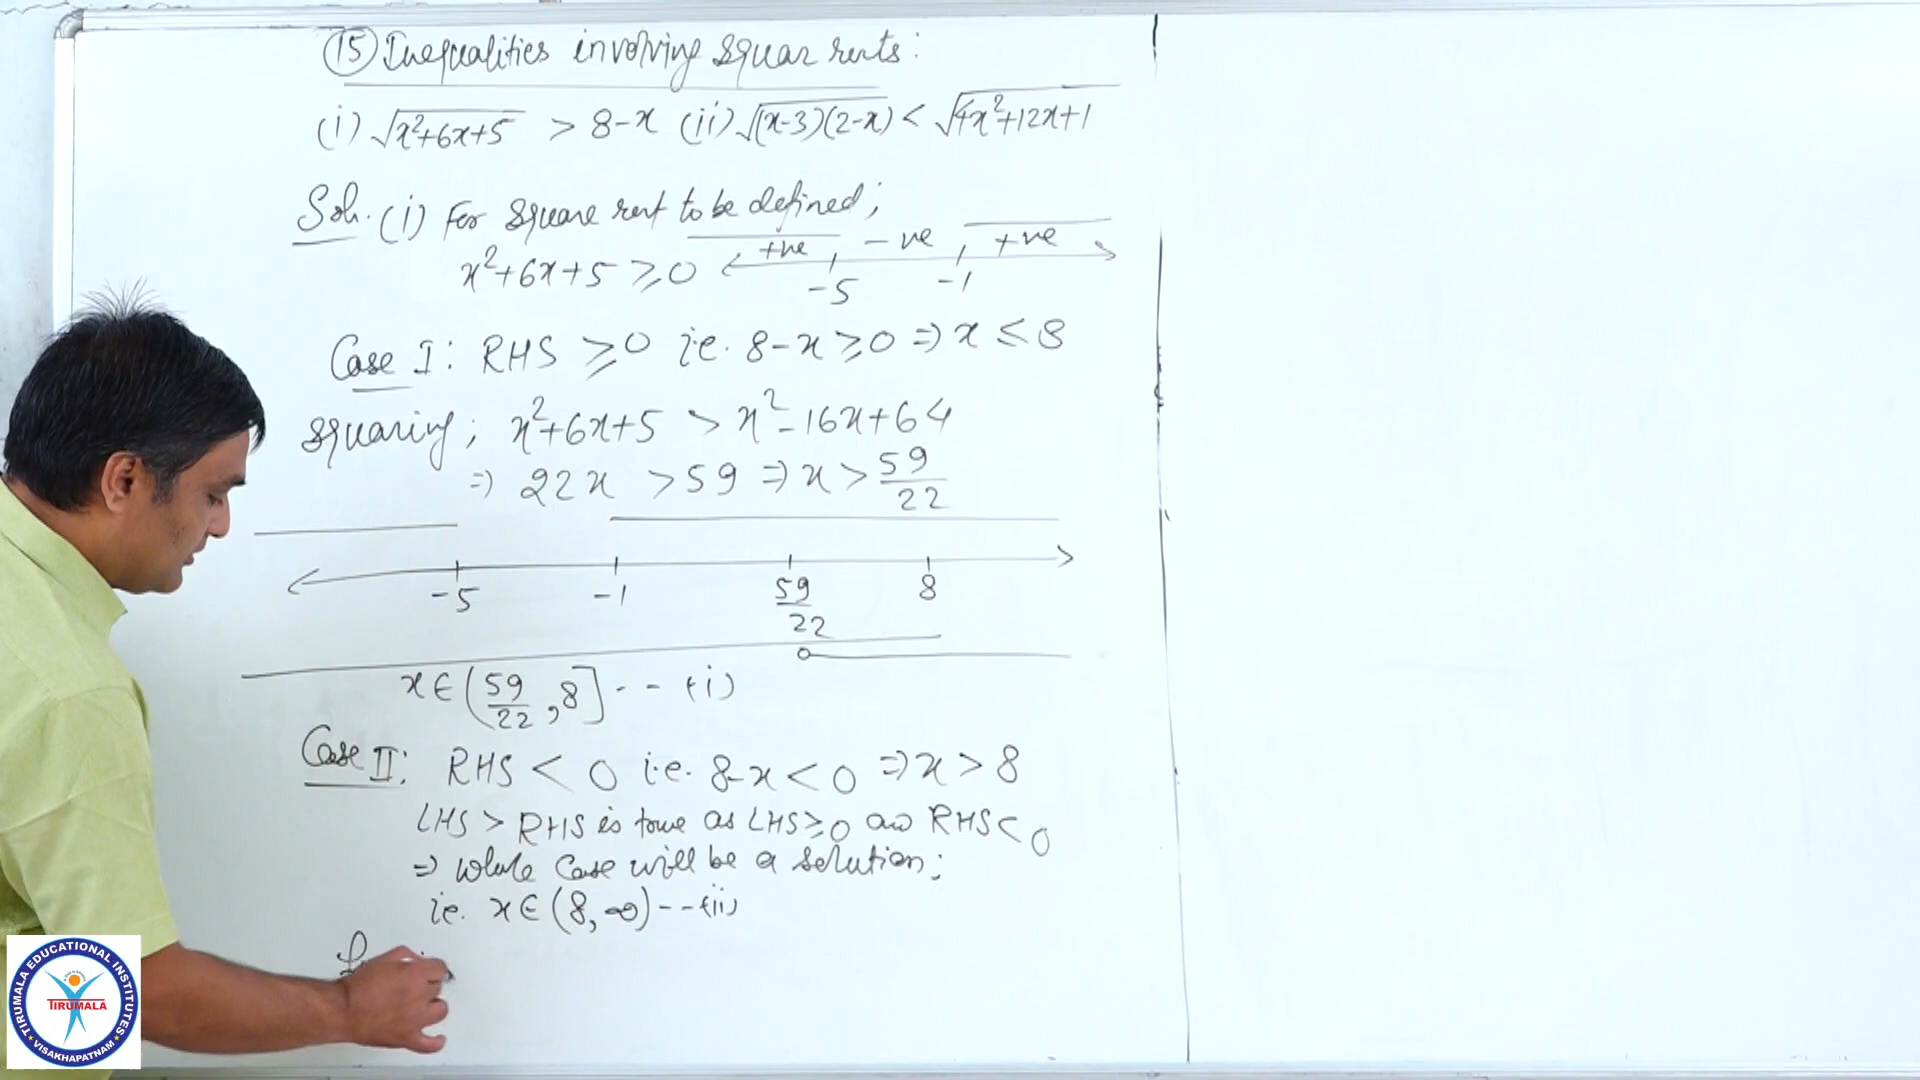 (15) Inequalities involving squar roots:
(i) √(x²+6x+5) > 8-x (ii) √((x-3)(2-x)) < √(4x²+12x+1)
Soln. (i) For square root to be defined;
x²+6x+5 ⩾ 0
+ve -ve +ve
-5 -1
Case I: RHS ⩾ 0 i.e. 8-x ⩾ 0 ⇒ x ≤ 8
squaring; x²+6x+5 > x²-16x+64
⇒ 22x > 59 ⇒ x > 59/22
-5 -1 59/22 8
x ∈ (59/22, 8] --- (i)
Case II: RHS < 0 i.e. 8-x < 0 ⇒ x > 8
LHS > RHS is true as LHS ⩾ 0 and RHS < 0
⇒ whole case will be a solution;
i.e. x ∈ (8, ∞) --- (ii)
TIRUMALA EDUCATIONAL INSTITUTES
TIRUMALA
VISAKHAPATNAM